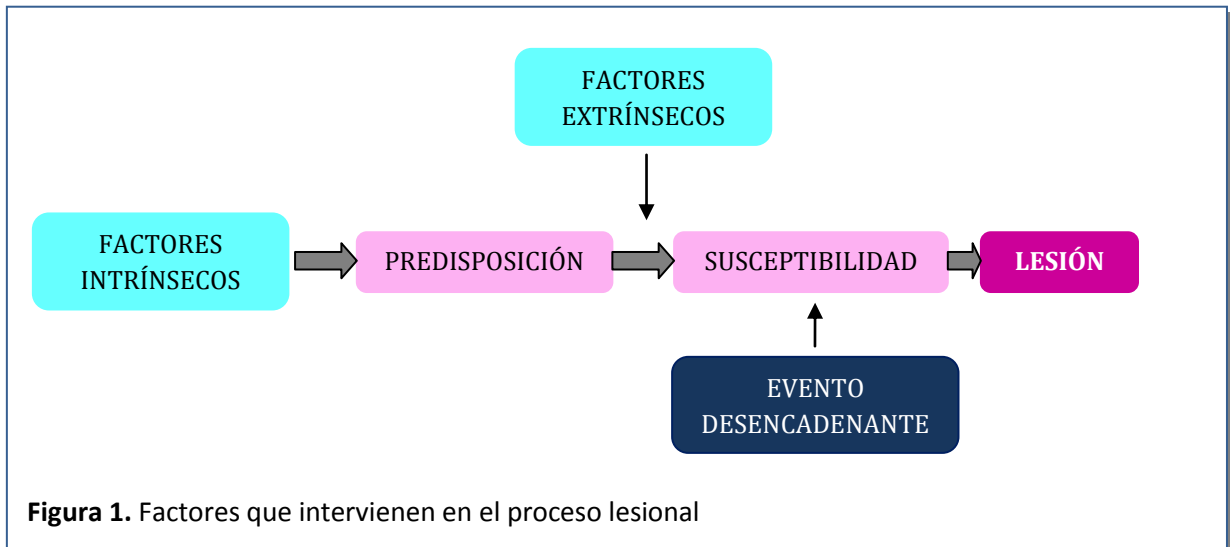 FACTORES
EXTRÍNSECOS
FACTORES
INTRÍNSECOS
PREDISPOSICIÓN
SUSCEPTIBILIDAD
LESIÓN
EVENTO
DESENCADENANTE
Figura 1. Factores que intervienen en el proceso lesional